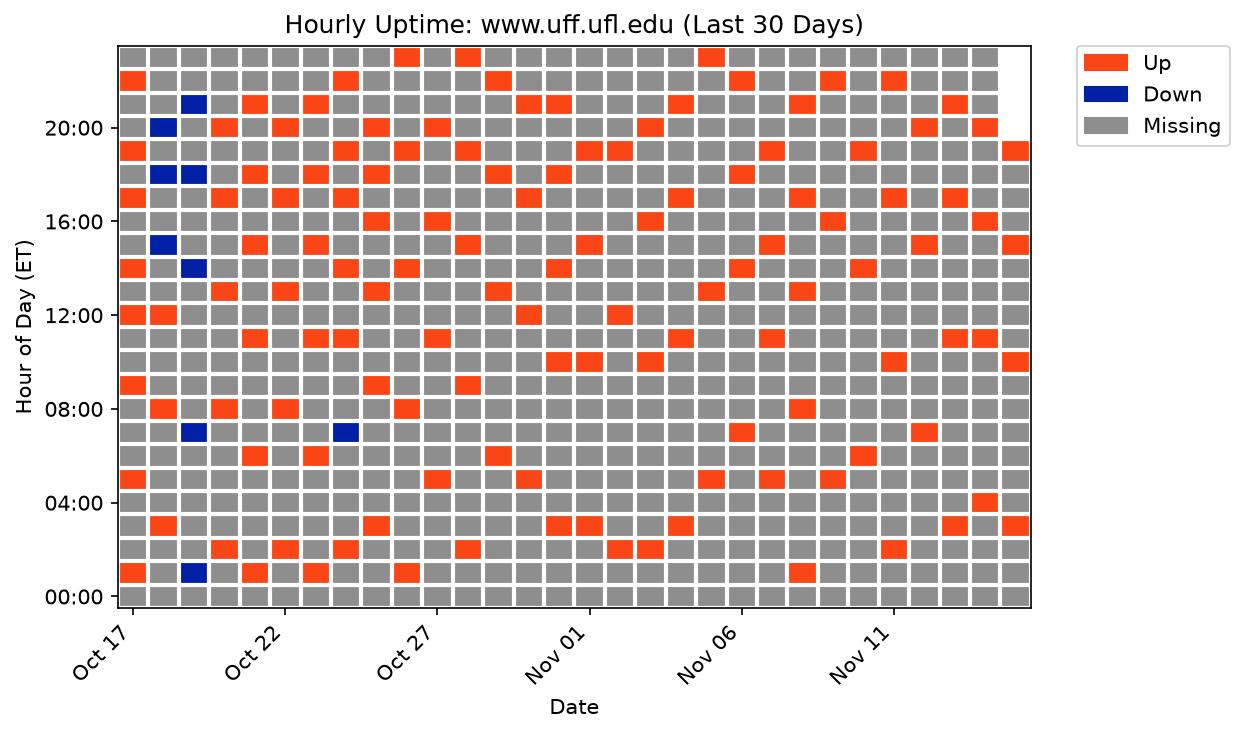 Hourly Uptime: www.uff.ufl.edu (Last 30 Days)
Up
Down
Missing
20:00
16:00
12:00
08:00
04:00
00:00
Hour of Day (ET)
Oct 17
Oct 22
Oct 27
Nov 01
Nov 06
Nov 11
Date